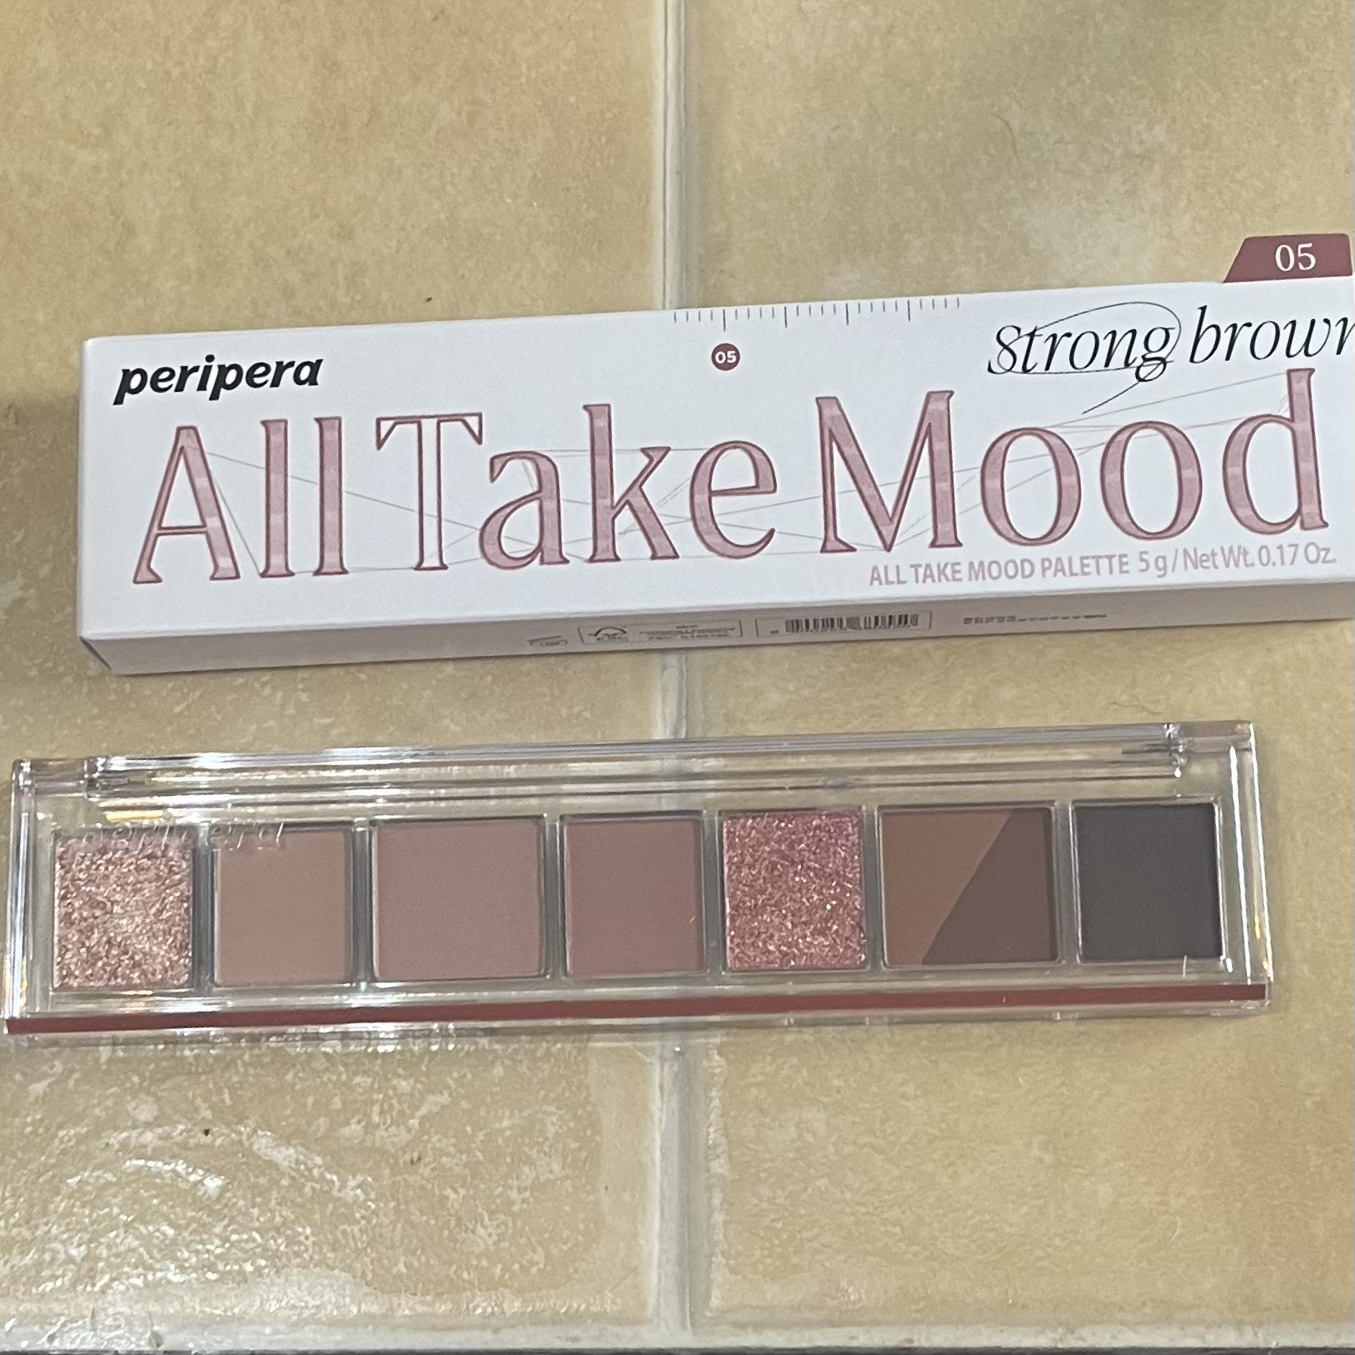 05
peripera
05
Strong brown
All Take Mood
ALL TAKE MOOD PALETTE 5 g / Net Wt. 0.17 Oz.